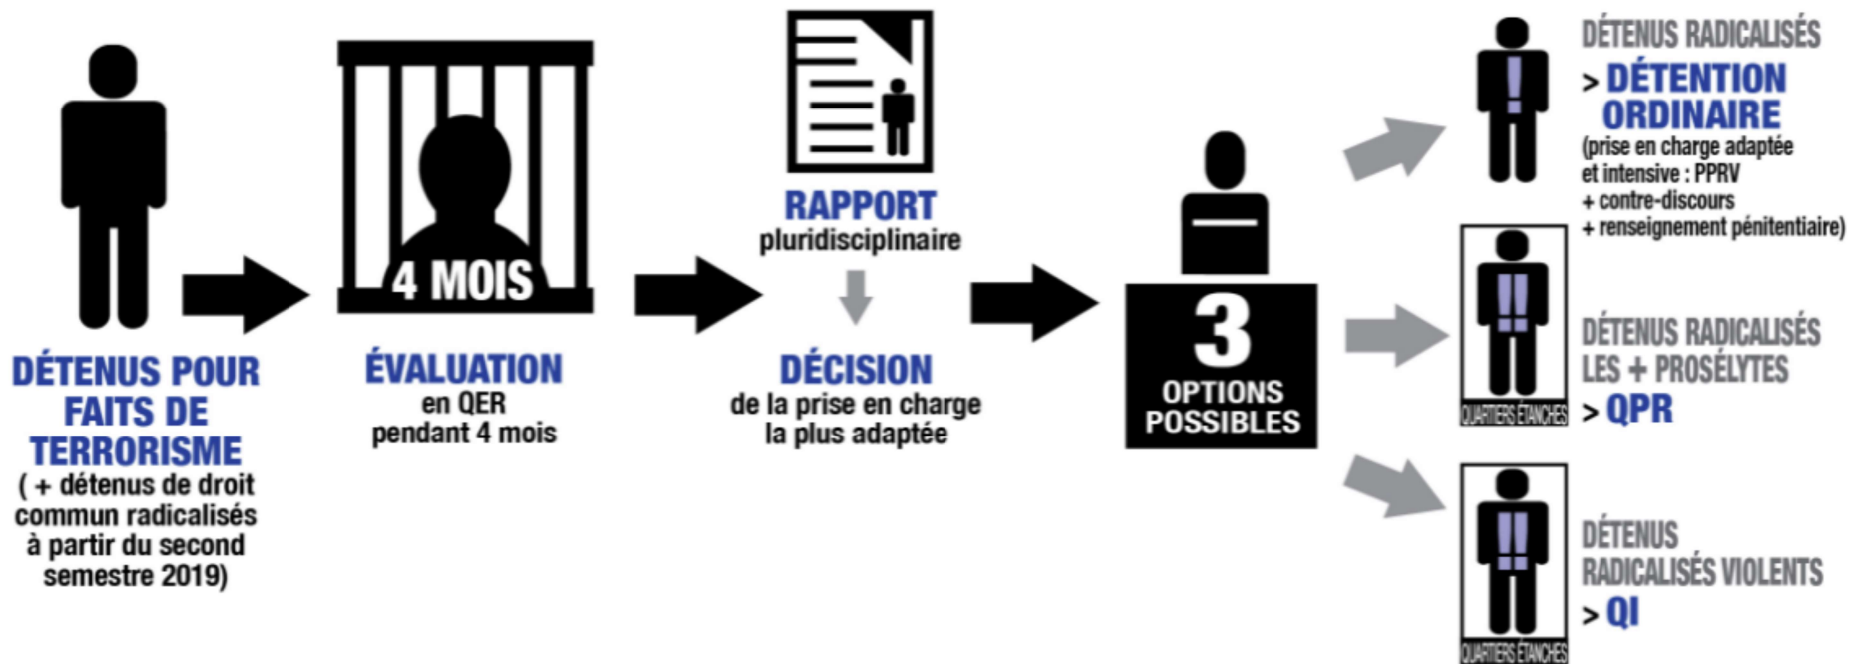 DÉTENUS POUR
FAITS DE
TERRORISME
( + détenus de droit
commun radicalisés
à partir du second
semestre 2019)
4 MOIS
ÉVALUATION
en QER
pendant 4 mois
RAPPORT
pluridisciplinaire
DÉCISION
de la prise en charge
la plus adaptée
3
OPTIONS
POSSIBLES
DÉTENUS RADICALISÉS
> DÉTENTION
ORDINAIRE
(prise en charge adaptée
et intensive : PPRV
+ contre-discours
+ renseignement pénitentiaire)
QUARTIERS ÉTANCHES
DÉTENUS RADICALISÉS
LES + PROSÉLYTES
> QPR
QUARTIERS ÉTANCHES
DÉTENUS
RADICALISÉS VIOLENTS
> QI